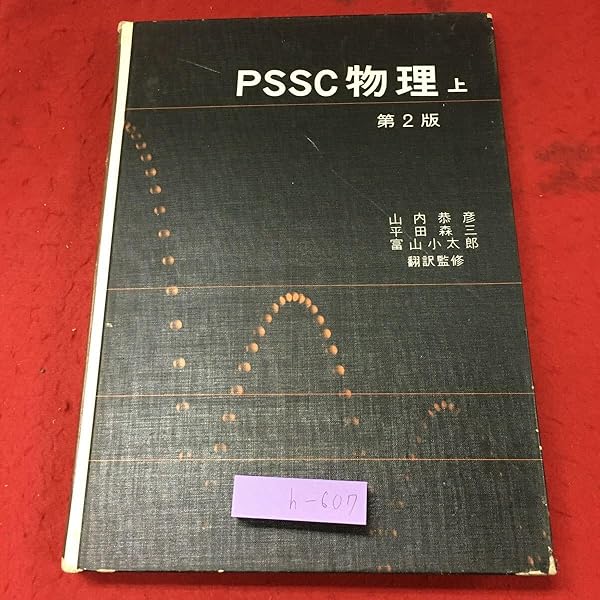 PSSC物理 上
第2版
山内恭彦
平田森三
富山小太郎
翻訳監修
h-607